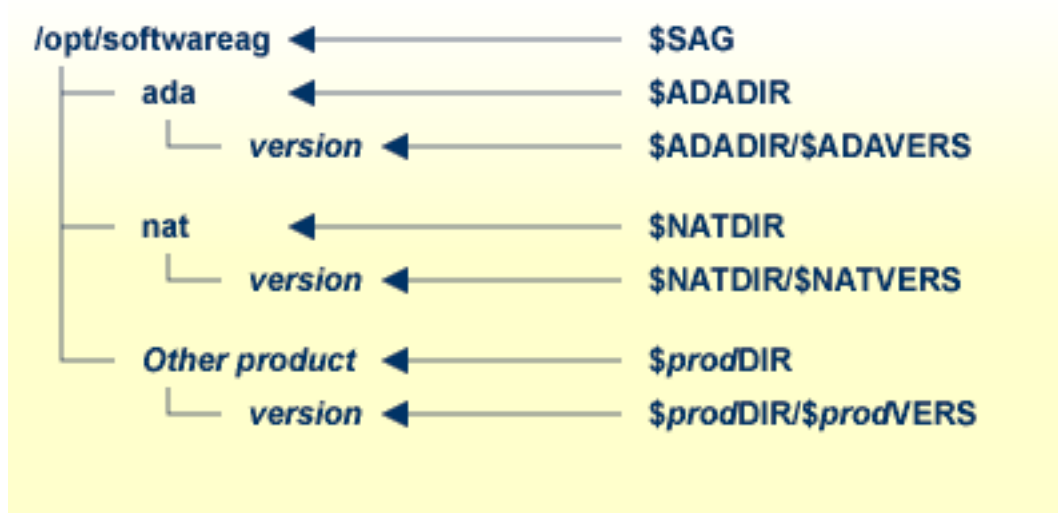 /opt/softwareag $SAG
ada $ADADIR
version $ADADIR/$ADAVERS
nat $NATDIR
version $NATDIR/$NATVERS
Other product $prodDIR
version $prodDIR/$prodVERS